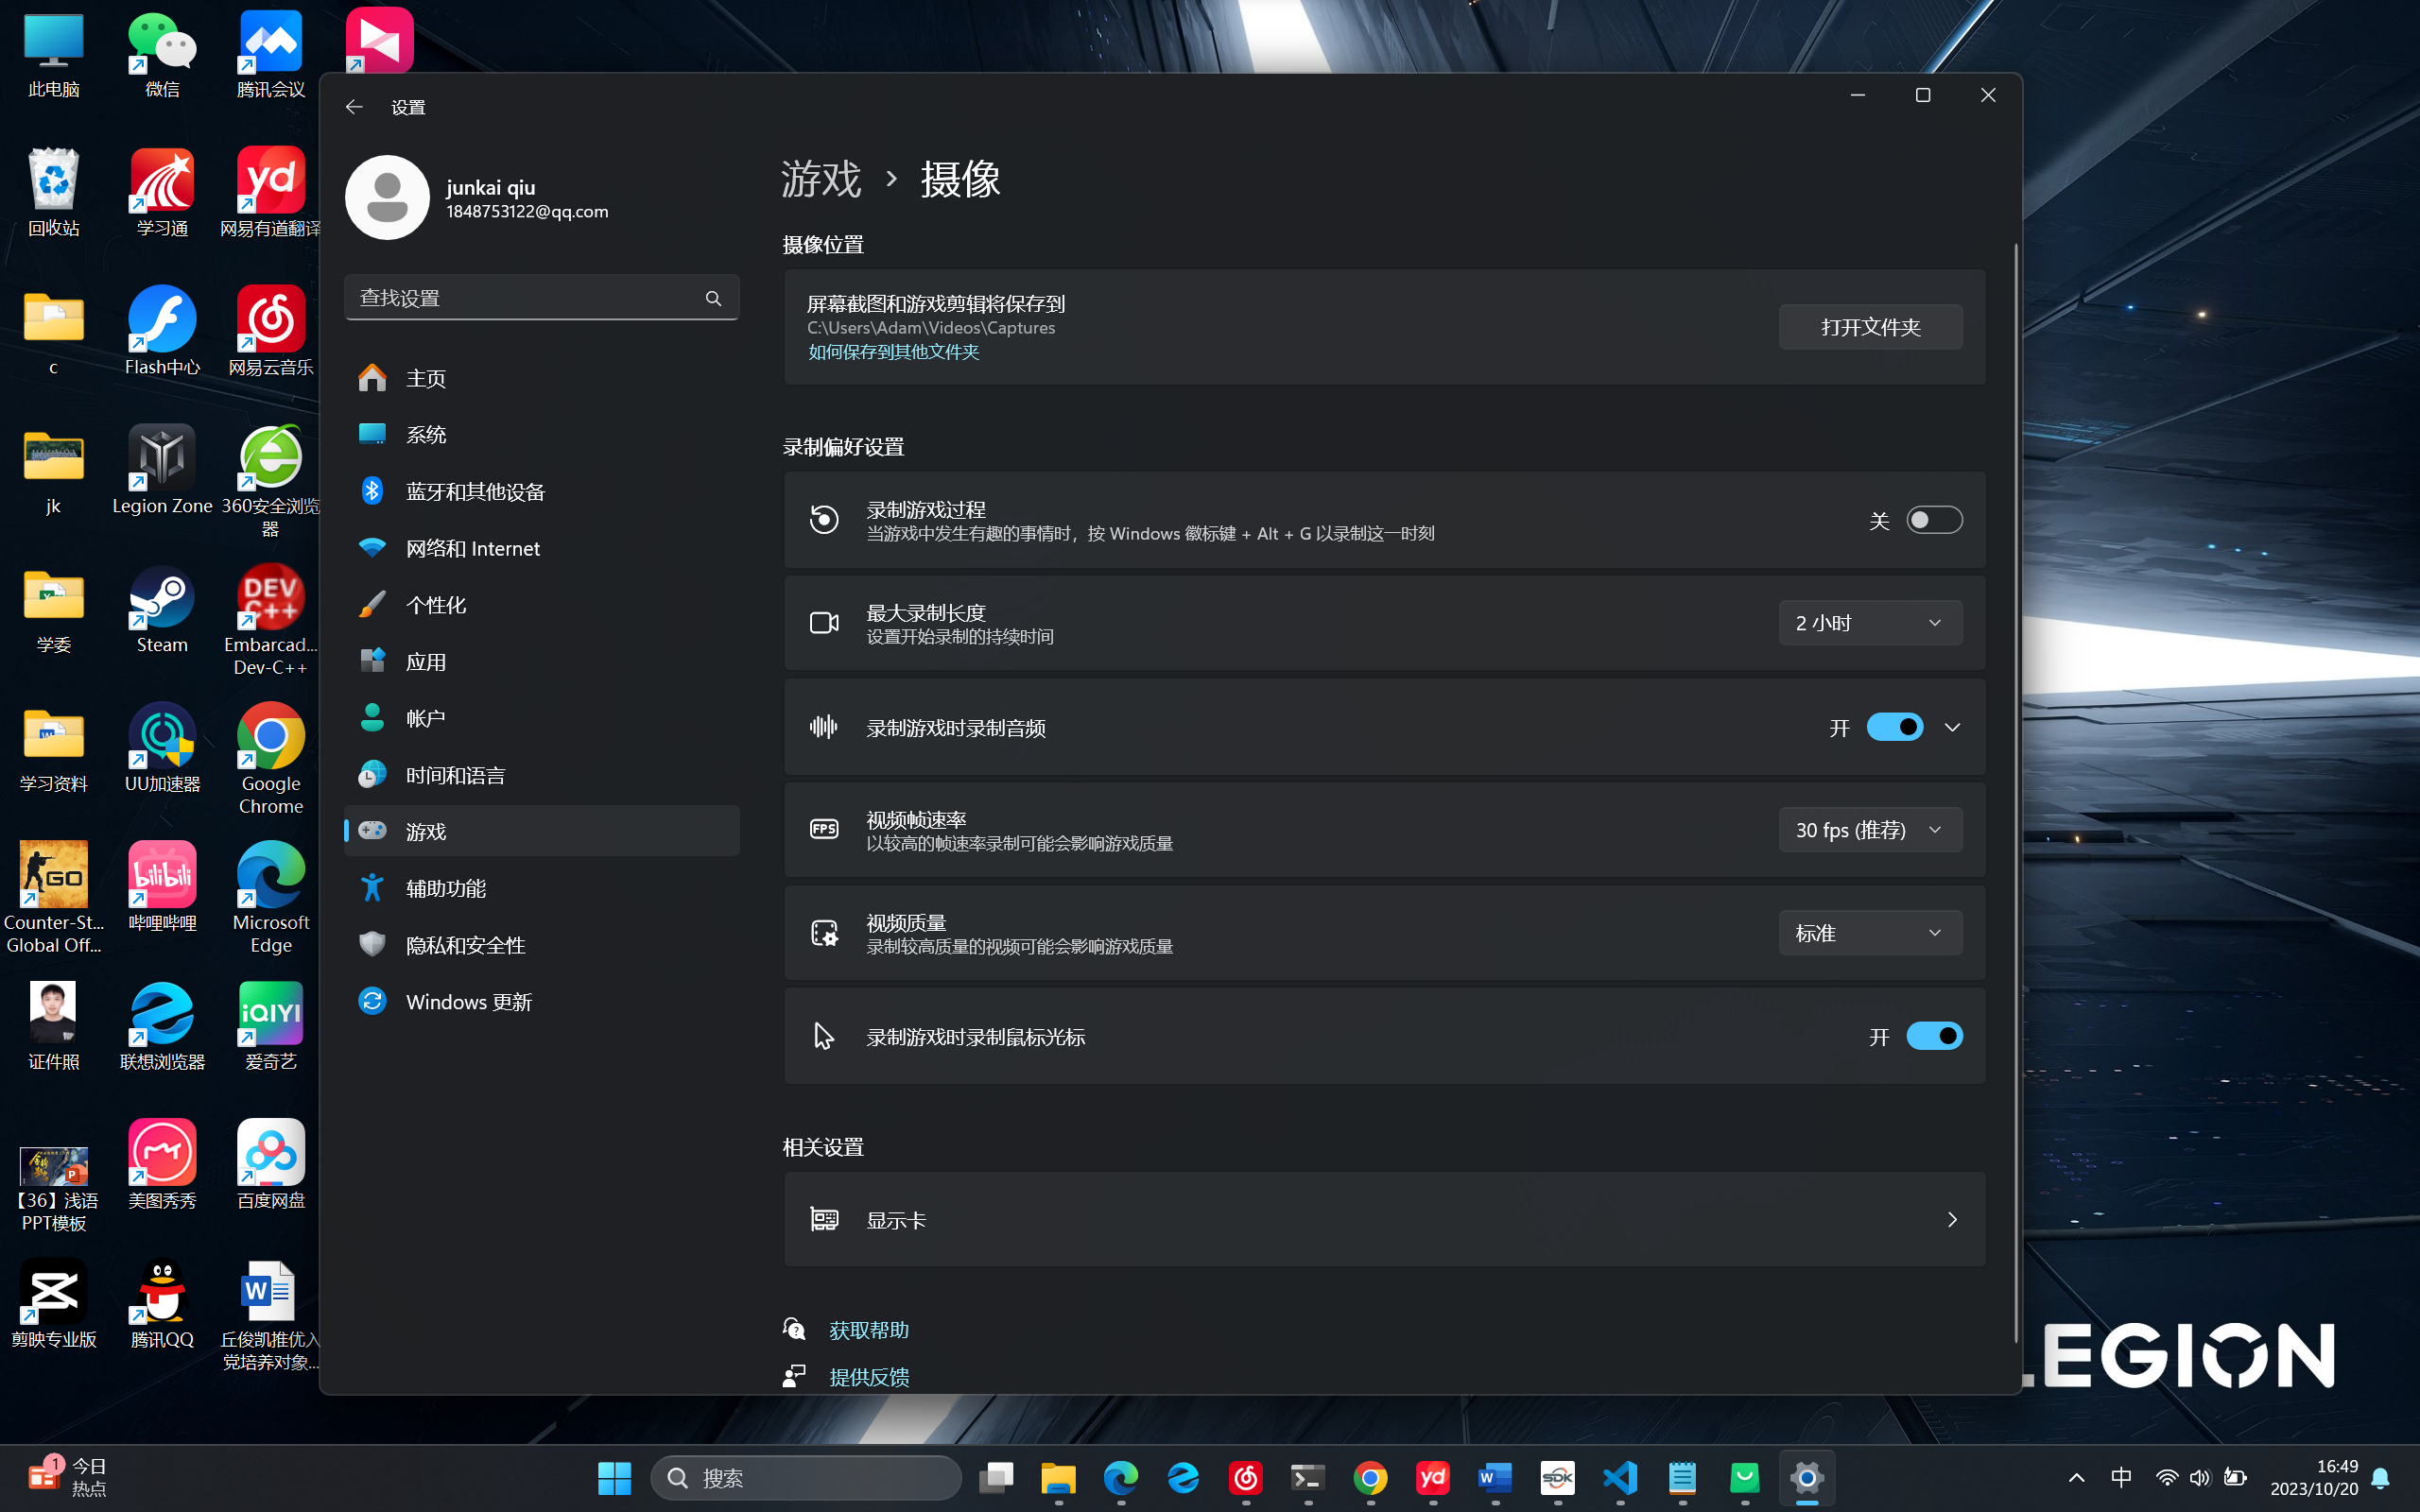 此电脑
微信
腾讯会议
回收站
学习通
网易有道翻译
c
Flash中心
网易云音乐
jk
Legion Zone
360安全浏览
器
学委
Steam
DEV
C++
Embarcad...
Dev-C++
学习资料
UU加速器
Google
Chrome
GO
Counter-St...
Global Off...
bilibili
哔哩哔哩
Microsoft
Edge
证件照
联想浏览器
iQIYI
爱奇艺
【36】浅语
PPT模板
美图秀秀
百度网盘
剪映专业版
腾讯QQ
丘俊凯推优入
党培养对象...
设置
junkai qiu
1848753122@qq.com
查找设置
主页
系统
蓝牙和其他设备
网络和 Internet
个性化
应用
帐户
时间和语言
游戏
辅助功能
隐私和安全性
Windows 更新
游戏 › 摄像
摄像位置
屏幕截图和游戏剪辑将保存到
C:\Users\Adam\Videos\Captures
如何保存到其他文件夹
打开文件夹
录制偏好设置
录制游戏过程
当游戏中发生有趣的事情时，按 Windows 徽标键 + Alt + G 以录制这一时刻
关
最大录制长度
设置开始录制的持续时间
2 小时
录制游戏时录制音频
开
FPS
视频帧速率
以较高的帧速率录制可能会影响游戏质量
30 fps (推荐)
视频质量
录制较高质量的视频可能会影响游戏质量
标准
录制游戏时录制鼠标光标
开
相关设置
显示卡
获取帮助
提供反馈
LEGION
1
今日
热点
搜索
yd
W
SDK
中
16:49
2023/10/20